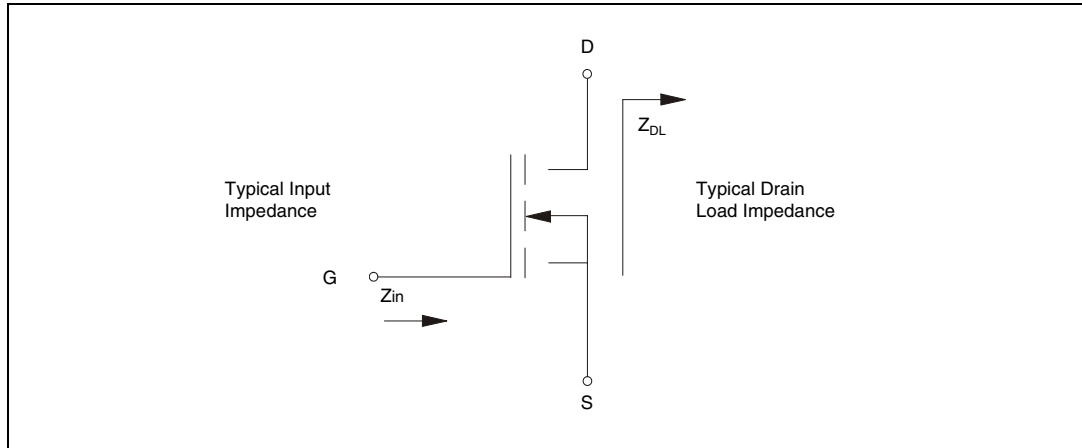 D
Z_DL
Typical Input
Impedance
Typical Drain
Load Impedance
G
Zin
S